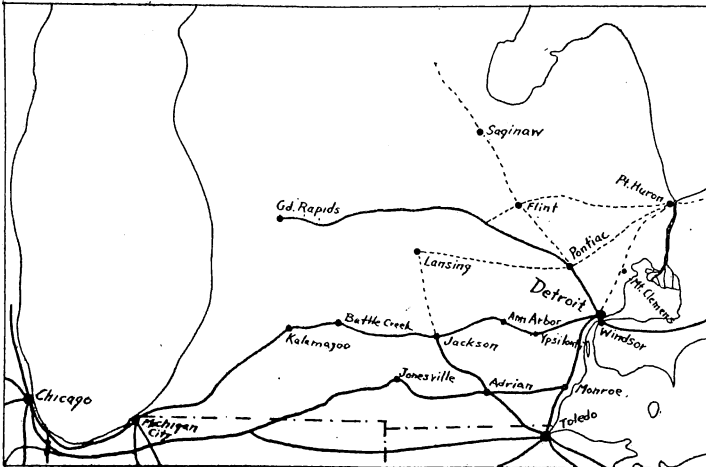 Saginaw
Pt. Huron
Gd. Rapids
Flint
Pontiac
Lansing
Mt. Clemens
Detroit
Windsor
Ann Arbor
Ypsilanti
Battle Creek
Kalamazoo
Jackson
Jonesville
Adrian
Monroe
Chicago
Michigan
City
Toledo